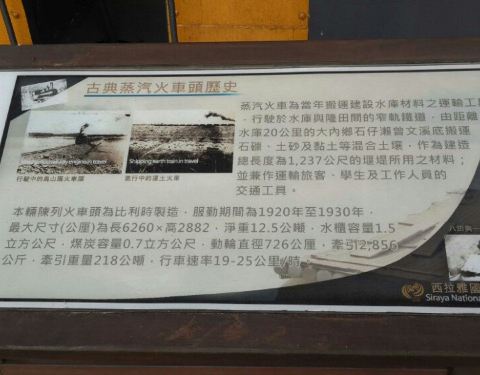 古典蒸汽火車頭歷史
蒸汽火車為當年搬運建設水庫材料之運輸工
，行駛於水庫與隆田間的窄軌鐵道，由距離
水庫20公里的大內鄉石仔瀨曾文溪底搬運
石礫、土砂及黏土等混合土壤，作為建造
總長度為1,237公尺的堰堤所用之材料；
並兼作運輸旅客、學生及工作人員的
交通工具。
Shipping earth train in travel
行駛中的烏山頭火車頭
本輛陳列火車頭為比利時製造，服勤期間為1920年至1930年，
最大尺寸(公厘)為長6260×高2882，淨重12.5公噸，水櫃容量1.5
立方公尺，煤炭容量0.7立方公尺，動輪直徑726公厘，牽引2,856
公斤，牽引重量218公噸，行車速率19-25公里/時。
八田與一
西拉雅國
Siraya National